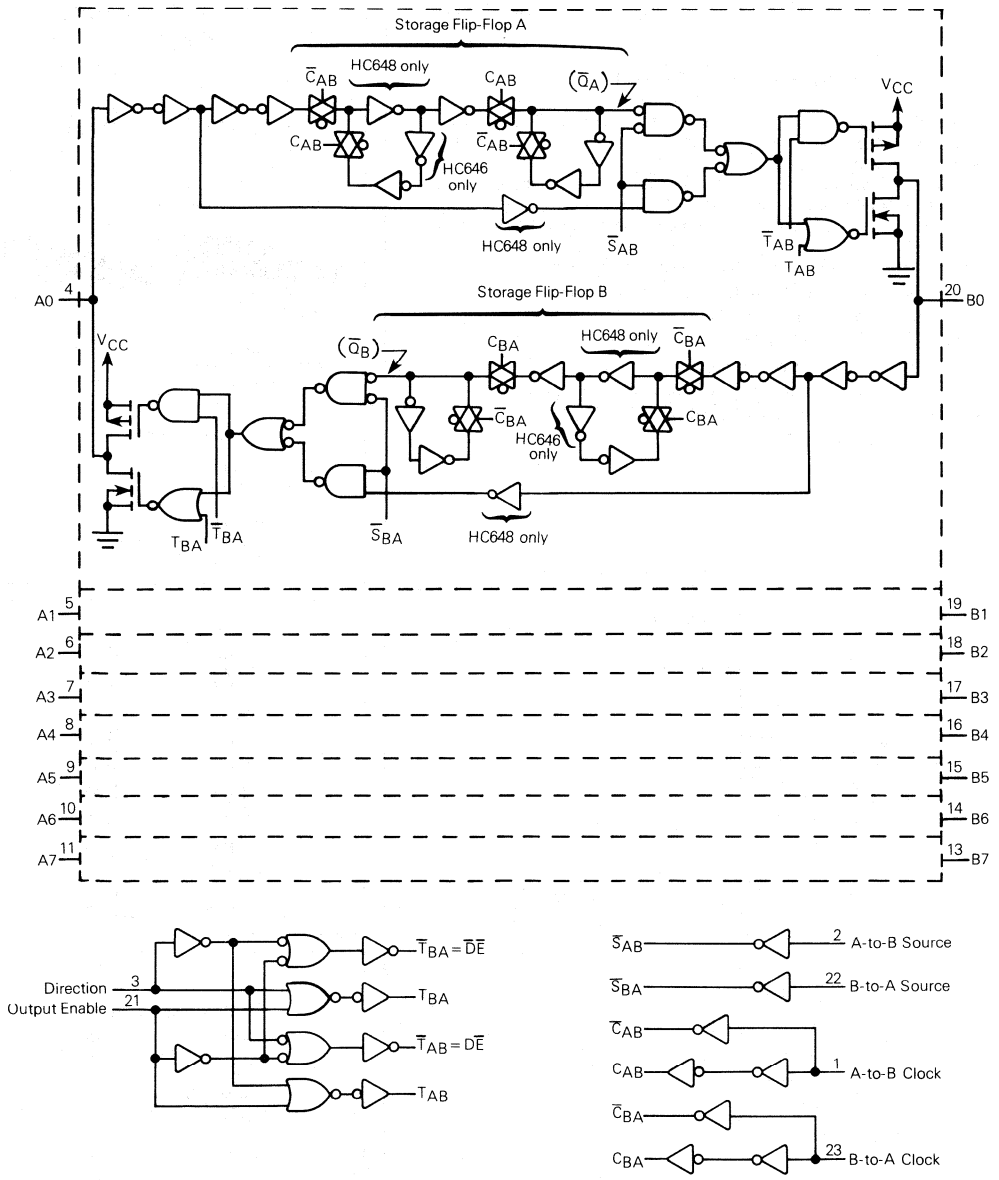 Storage Flip-Flop A
HC648 only
C̅AB
CAB
(Q̅A)
VCC
CAB
C̅AB
HC646
only
HC648 only
S̅AB
T̅AB
TAB
A0 4
20 B0
Storage Flip-Flop B
VCC
(Q̅B)
CBA
HC648 only
C̅BA
C̅BA
CBA
HC646
only
TBA
T̅BA
S̅BA
HC648 only
A1 5
19 B1
A2 6
18 B2
A3 7
17 B3
A4 8
16 B4
A5 9
15 B5
A6 10
14 B6
A7 11
13 B7
Direction 3
Output Enable 21
T̅BA = D̅E̅
TBA
T̅AB = DE̅
TAB
S̅AB 2 A-to-B Source
S̅BA 22 B-to-A Source
C̅AB
CAB 1 A-to-B Clock
C̅BA
CBA 23 B-to-A Clock